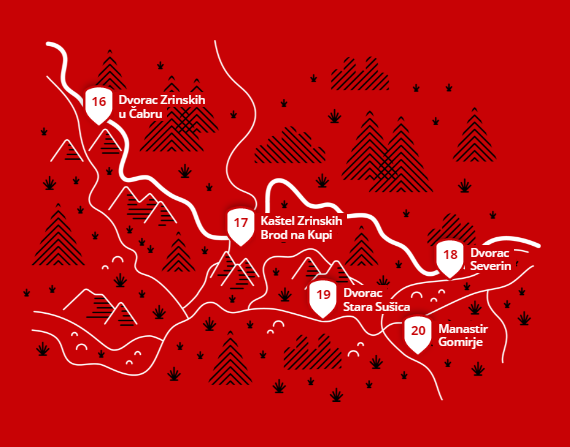 16
Dvorac Zrinskih
u Čabru
17
Kaštel Zrinskih
Brod na Kupi
18
Dvorac
Severin
19
Dvorac
Stara Sušica
20
Manastir
Gomirje